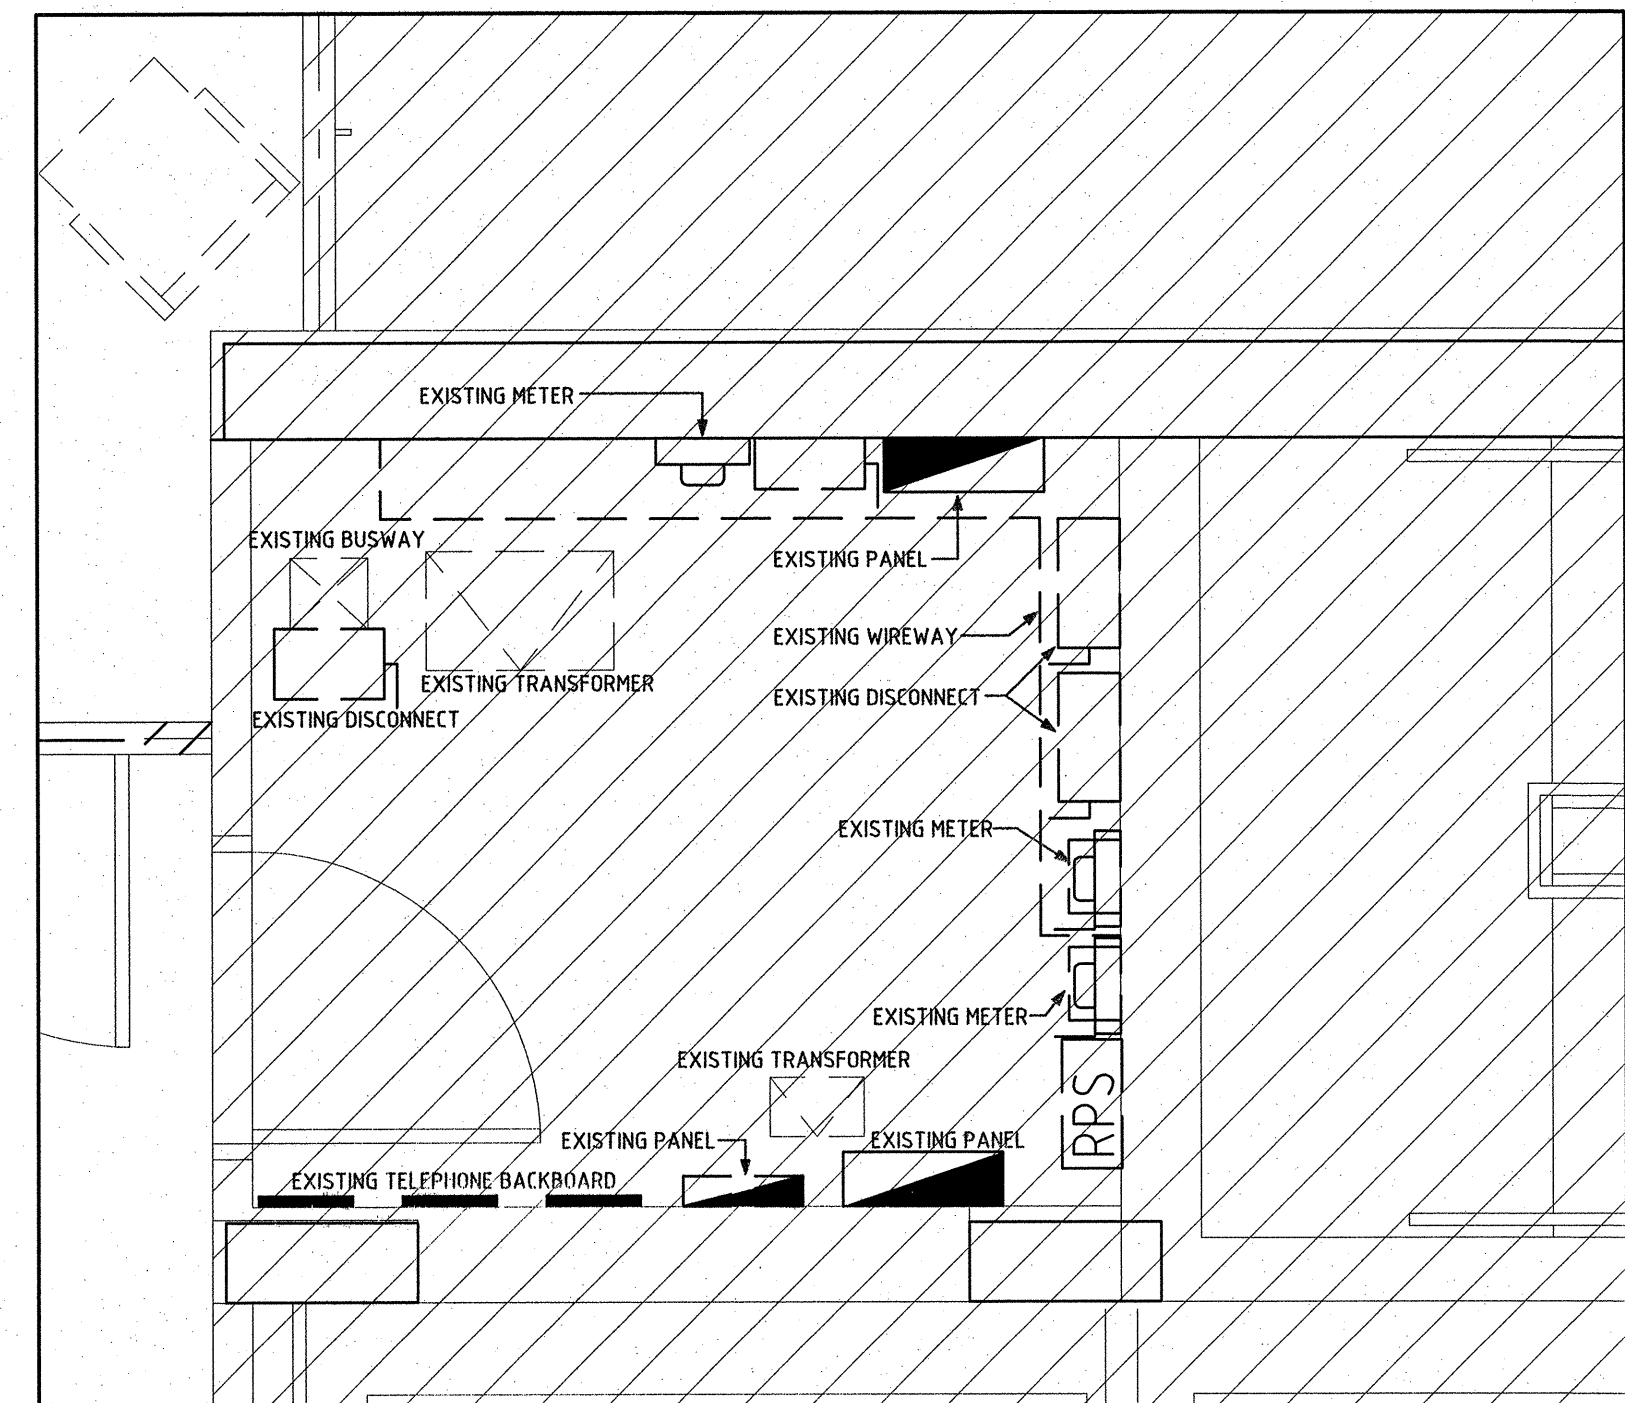 EXISTING METER
EXISTING BUSWAY
EXISTING PANEL
EXISTING WIREWAY
EXISTING TRANSFORMER
EXISTING DISCONNECT
EXISTING DISCONNECT
EXISTING METER
EXISTING METER
EXISTING TRANSFORMER
RPS
EXISTING PANEL
EXISTING PANEL
EXISTING TELEPHONE BACKBOARD